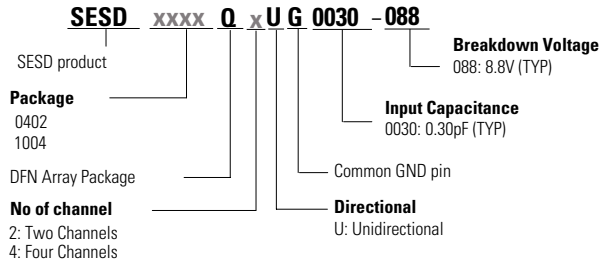 SESD xxxx Q x U G 0030 - 088
SESD product
Package
0402
1004
DFN Array Package
No of channel
2: Two Channels
4: Four Channels
Breakdown Voltage
088: 8.8V (TYP)
Input Capacitance
0030: 0.30pF (TYP)
Common GND pin
Directional
U: Unidirectional